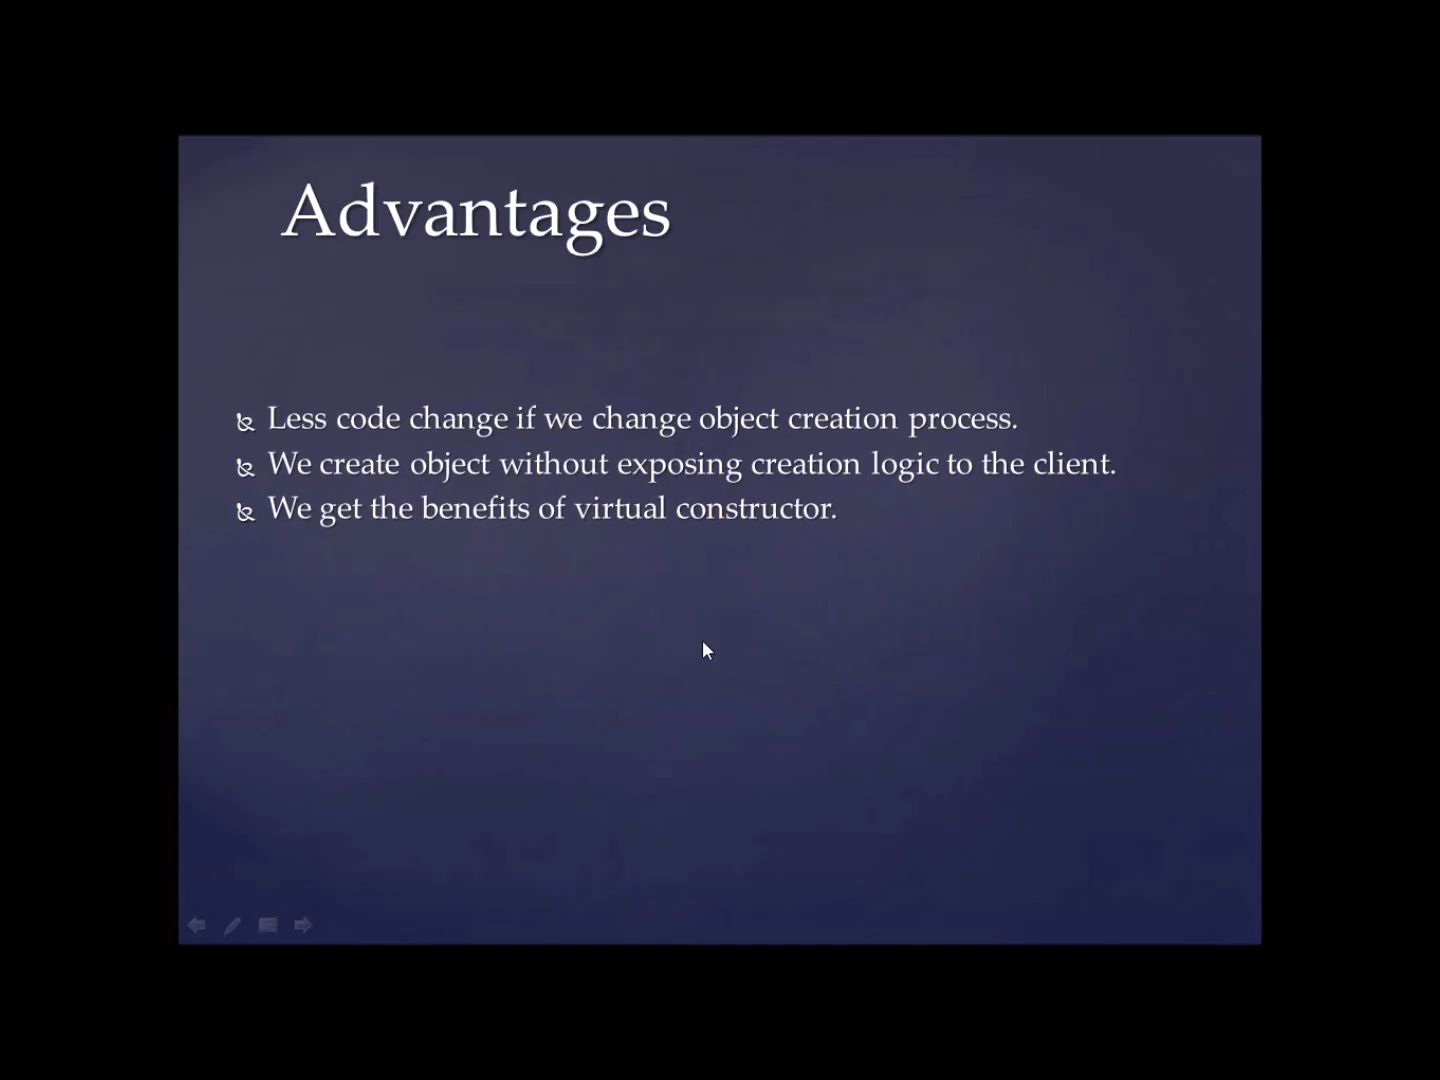 Advantages
Less code change if we change object creation process.
We create object without exposing creation logic to the client.
We get the benefits of virtual constructor.